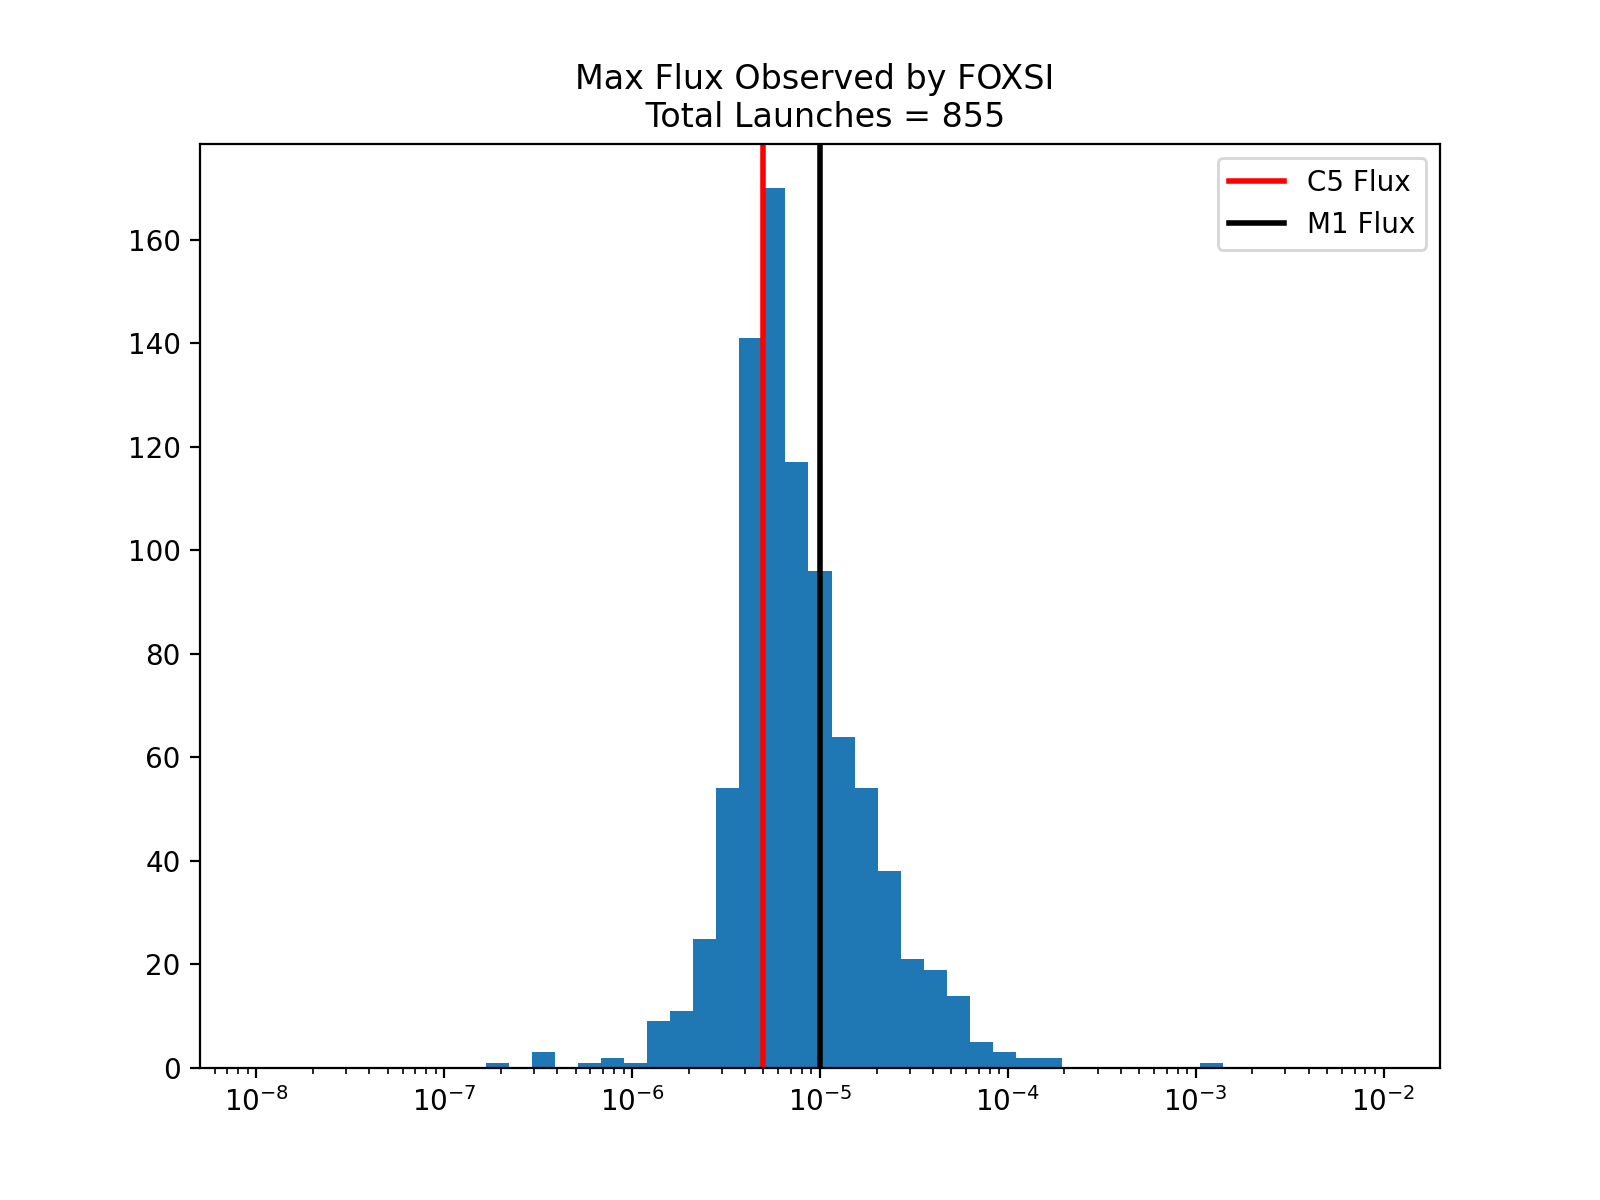 Max Flux Observed by FOXSI
Total Launches = 855
C5 Flux
M1 Flux
160
140
120
100
80
60
40
20
0
10⁻⁸ 10⁻⁷ 10⁻⁶ 10⁻⁵ 10⁻⁴ 10⁻³ 10⁻²